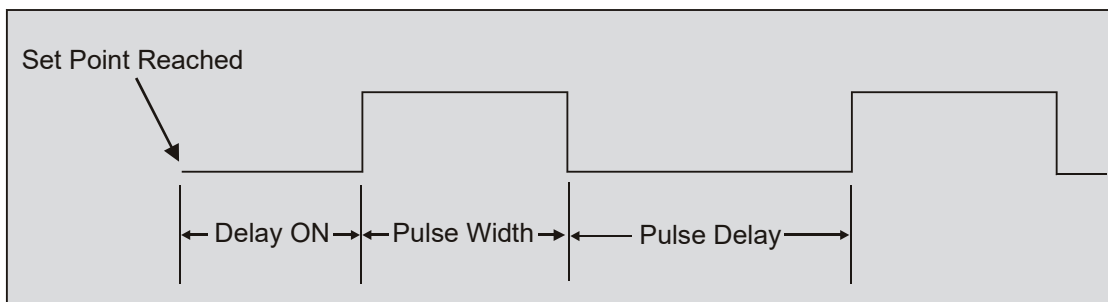 Set Point Reached
Delay ON
Pulse Width
Pulse Delay